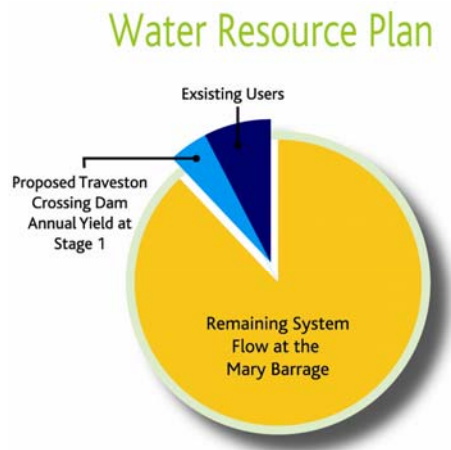 Water Resource Plan
Exsisting Users
Proposed Traveston
Crossing Dam
Annual Yield at
Stage 1
Remaining System
Flow at the
Mary Barrage